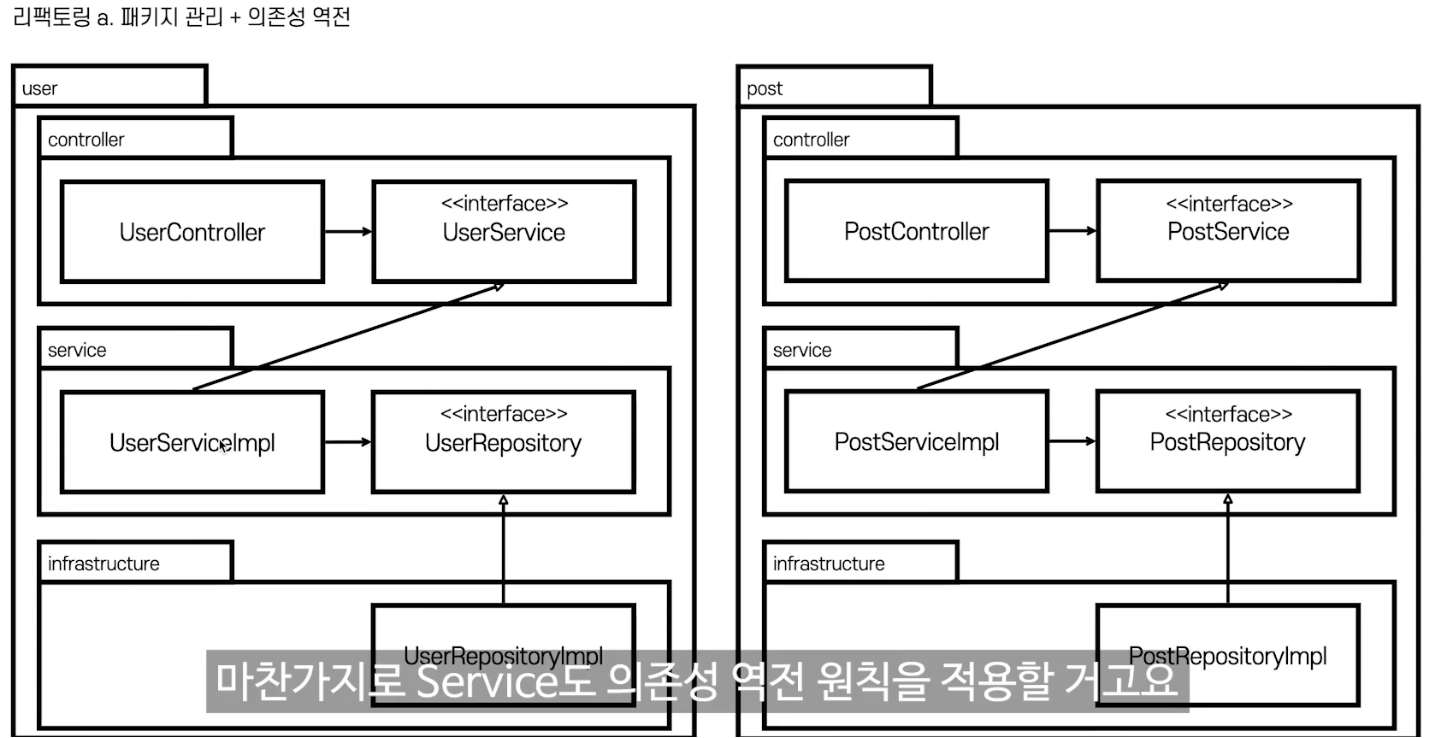 리팩토링 a. 패키지 관리 + 의존성 역전
user
controller
UserController
<<interface>>
UserService
service
UserServiceImpl
<<interface>>
UserRepository
infrastructure
UserRepositoryImpl
post
controller
PostController
<<interface>>
PostService
service
PostServiceImpl
<<interface>>
PostRepository
infrastructure
PostRepositoryImpl
마찬가지로 Service도 의존성 역전 원칙을 적용할 거고요